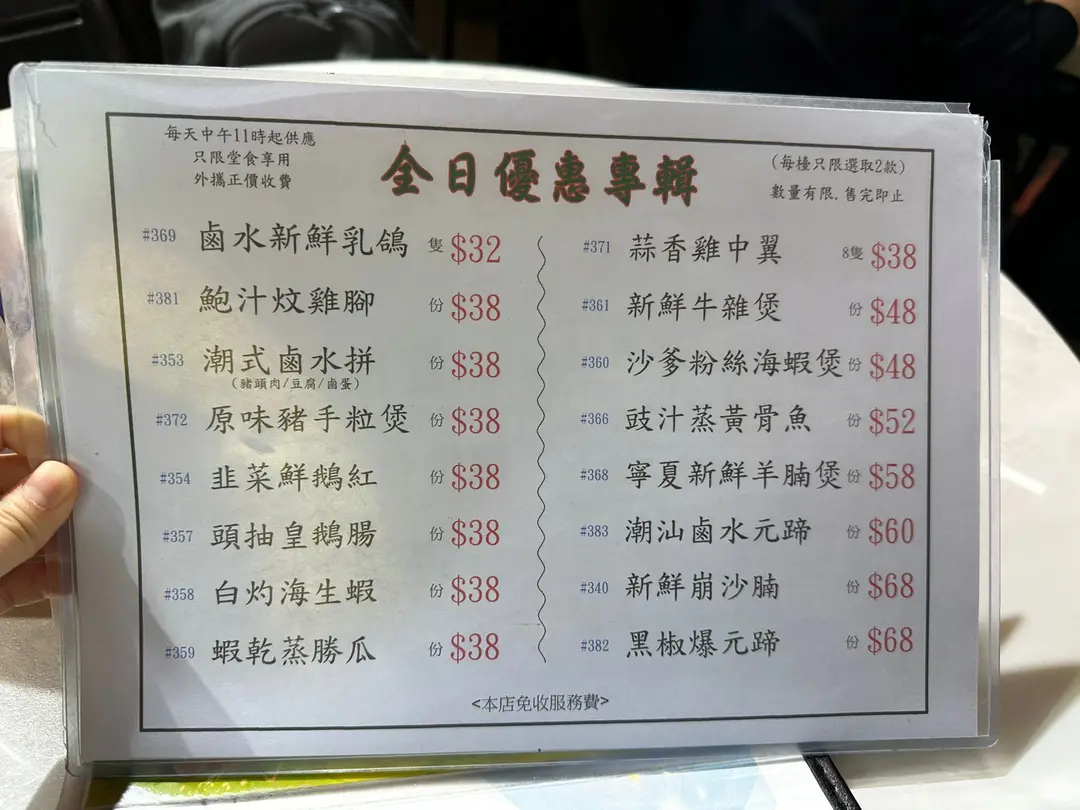 每天中午11時起供應
只限堂食享用
外攜正價收費
全日優惠專輯
(每檯只限選取2款)
數量有限,售完即止
#369 鹵水新鮮乳鴿 隻 $32
#381 鮑汁炆雞腳 份 $38
#353 潮式鹵水拼 份 $38
(豬頭肉/豆腐/鹵蛋)
#372 原味豬手粒煲 份 $38
#354 韭菜鮮鵝紅 份 $38
#357 頭抽皇鵝腸 份 $38
#358 白灼海生蝦 份 $38
#359 蝦乾蒸勝瓜 份 $38
#371 蒜香雞中翼 8隻 $38
#361 新鮮牛雜煲 份 $48
#360 沙爹粉絲海蝦煲 份 $48
#366 豉汁蒸黃骨魚 份 $52
#368 寧夏新鮮羊腩煲 份 $58
#383 潮汕鹵水元蹄 份 $60
#340 新鮮崩沙腩 份 $68
#382 黑椒爆元蹄 份 $68
<本店免收服務費>